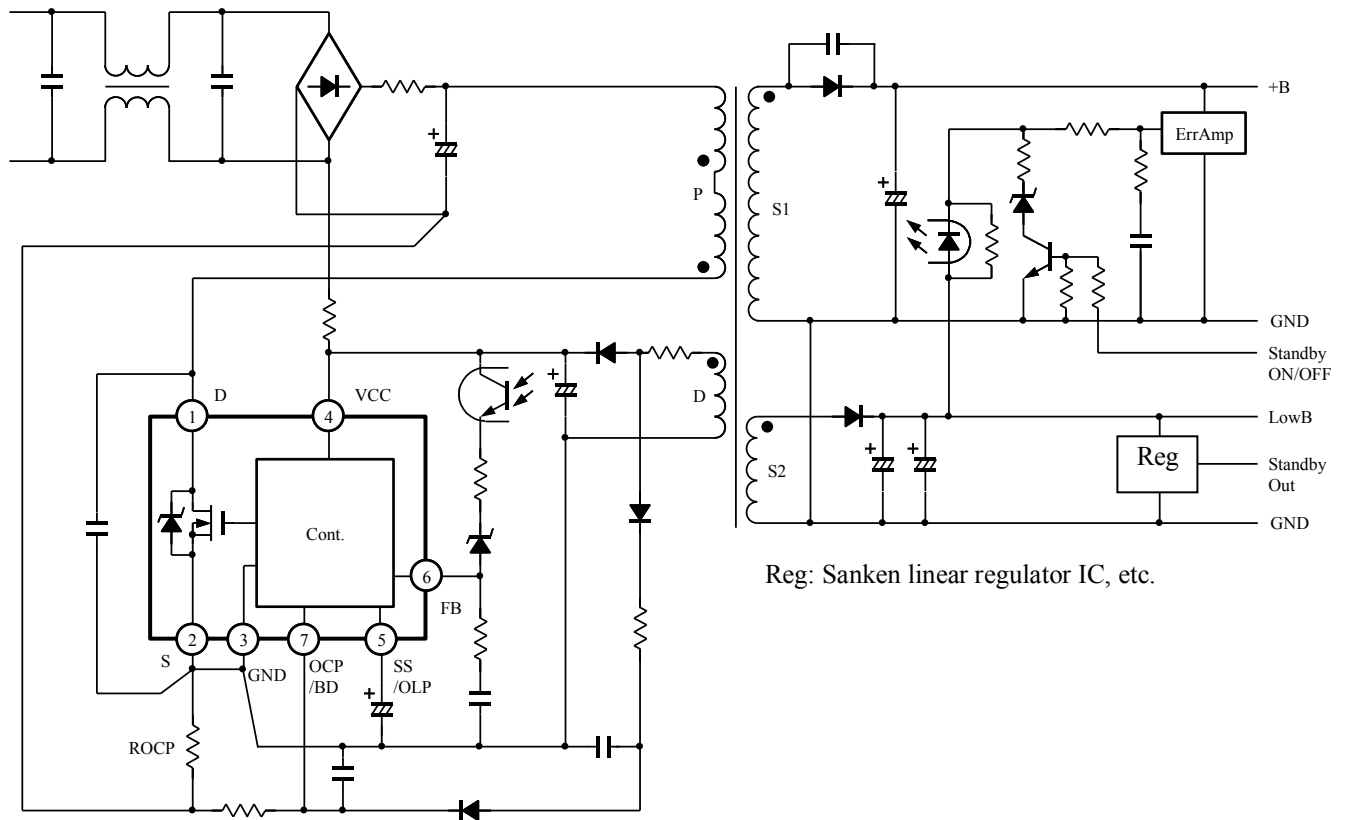 +B
ErrAmp
P
S1
GND
Standby
ON/OFF
D
VCC
D
1
4
LowB
S2
Reg
Standby
Out
Cont.
GND
6
FB
Reg: Sanken linear regulator IC, etc.
2
3
7
5
S
GND
OCP
/BD
SS
/OLP
ROCP
+
+
+
+
+
+